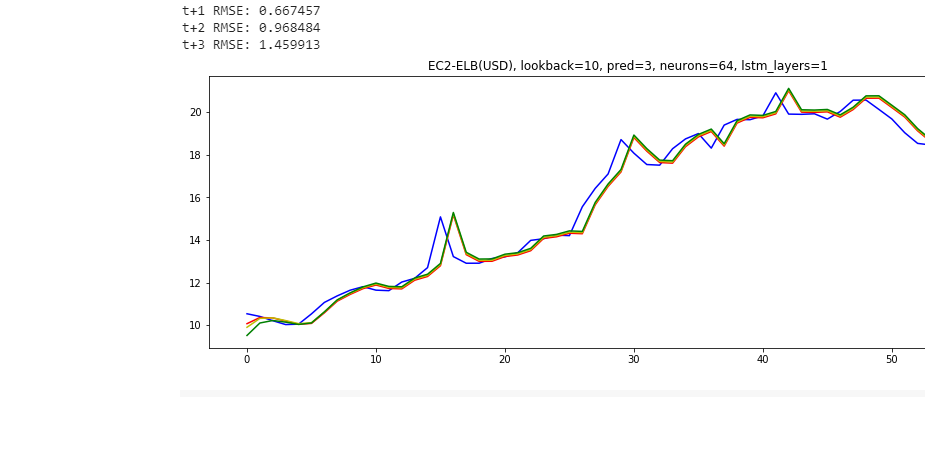 t+1 RMSE: 0.667457
t+2 RMSE: 0.968484
t+3 RMSE: 1.459913
EC2-ELB(USD), lookback=10, pred=3, neurons=64, lstm_layers=1
20
18
16
14
12
10
0 10 20 30 40 50